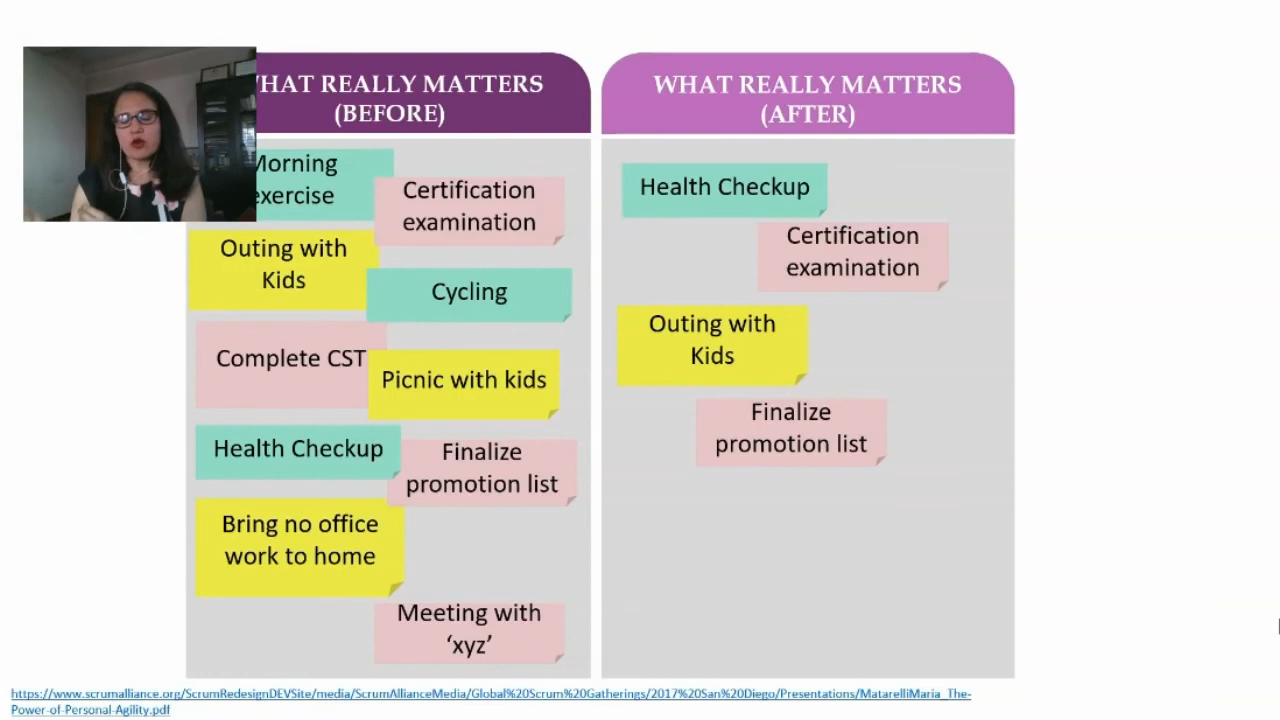 WHAT REALLY MATTERS
(BEFORE)
Morning
exercise
Certification
examination
Outing with
Kids
Cycling
Complete CST
Picnic with kids
Health Checkup
Finalize
promotion list
Bring no office
work to home
Meeting with
‘xyz’
WHAT REALLY MATTERS
(AFTER)
Health Checkup
Certification
examination
Outing with
Kids
Finalize
promotion list
https://www.scrumalliance.org/ScrumRedesignDEVSite/media/ScrumAllianceMedia/Global%20Scrum%20Gatherings/2017%20San%20Diego/Presentations/MatarelliMaria_The-
Power-of-Personal-Agility.pdf